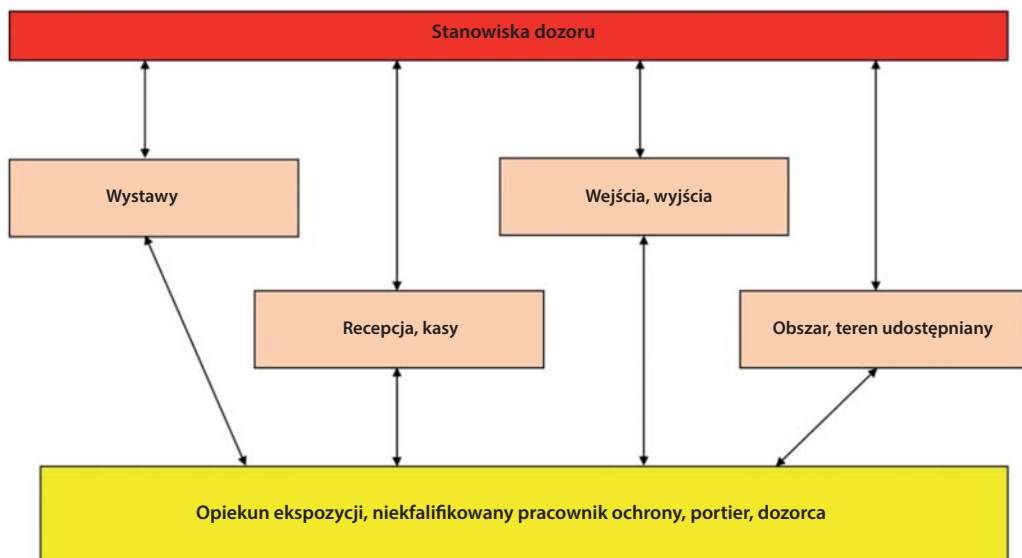 Stanowiska dozoru
Wystawy
Wejścia, wyjścia
Recepcja, kasy
Obszar, teren udostępniany
Opiekun ekspozycji, niekfalifikowany pracownik ochrony, portier, dozorca